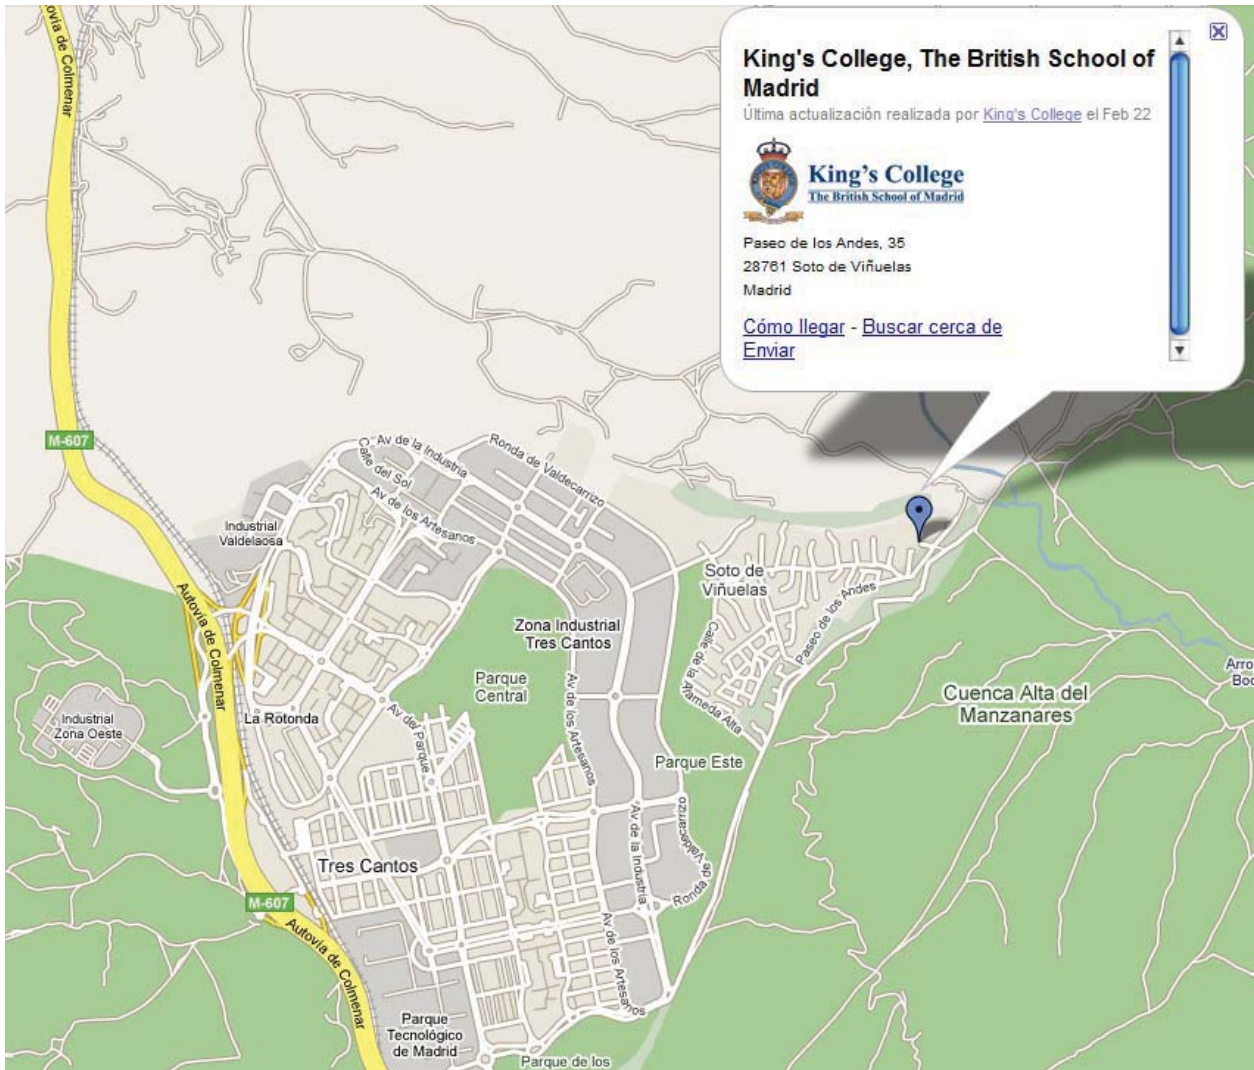 King's College, The British School of
Madrid
Última actualización realizada por King's College el Feb 22
King's College
The British School of Madrid
Paseo de los Andes, 35
28761 Soto de Viñuelas
Madrid
Cómo llegar - Buscar cerca de
Enviar
Autovía de Colmenar
M-607
Av de la Industria
Ronda de Valdecarrizo
Calle del Sol
Av de los Artesanos
Industrial
Valdelaosa
Soto de
Viñuelas
Paseo de los Andes
Autovía de Colmenar
Zona Industrial
Tres Cantos
Calle de la Alameda Alta
Parque
Central
Cuenca Alta del
Manzanares
Arro
Boc
Industrial
Zona Oeste
La Rotonda
Av del Parque
Av de los Artesanos
Parque Este
Av de la Industria
Ronda de Valdecarrizo
Tres Cantos
M-607
Autovía de Colmenar
Av de los Artesanos
Parque
Tecnológico
de Madrid
Parque de los